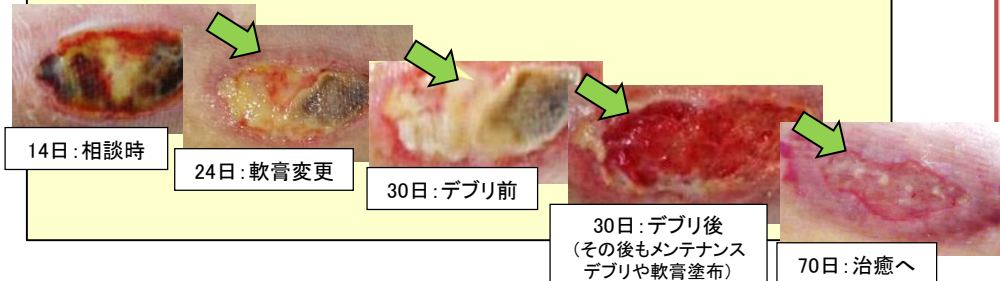 14日：相談時
24日：軟膏変更
30日：デブリ前
30日：デブリ後
（その後もメンテナンス
デブリや軟膏塗布）
70日：治癒へ